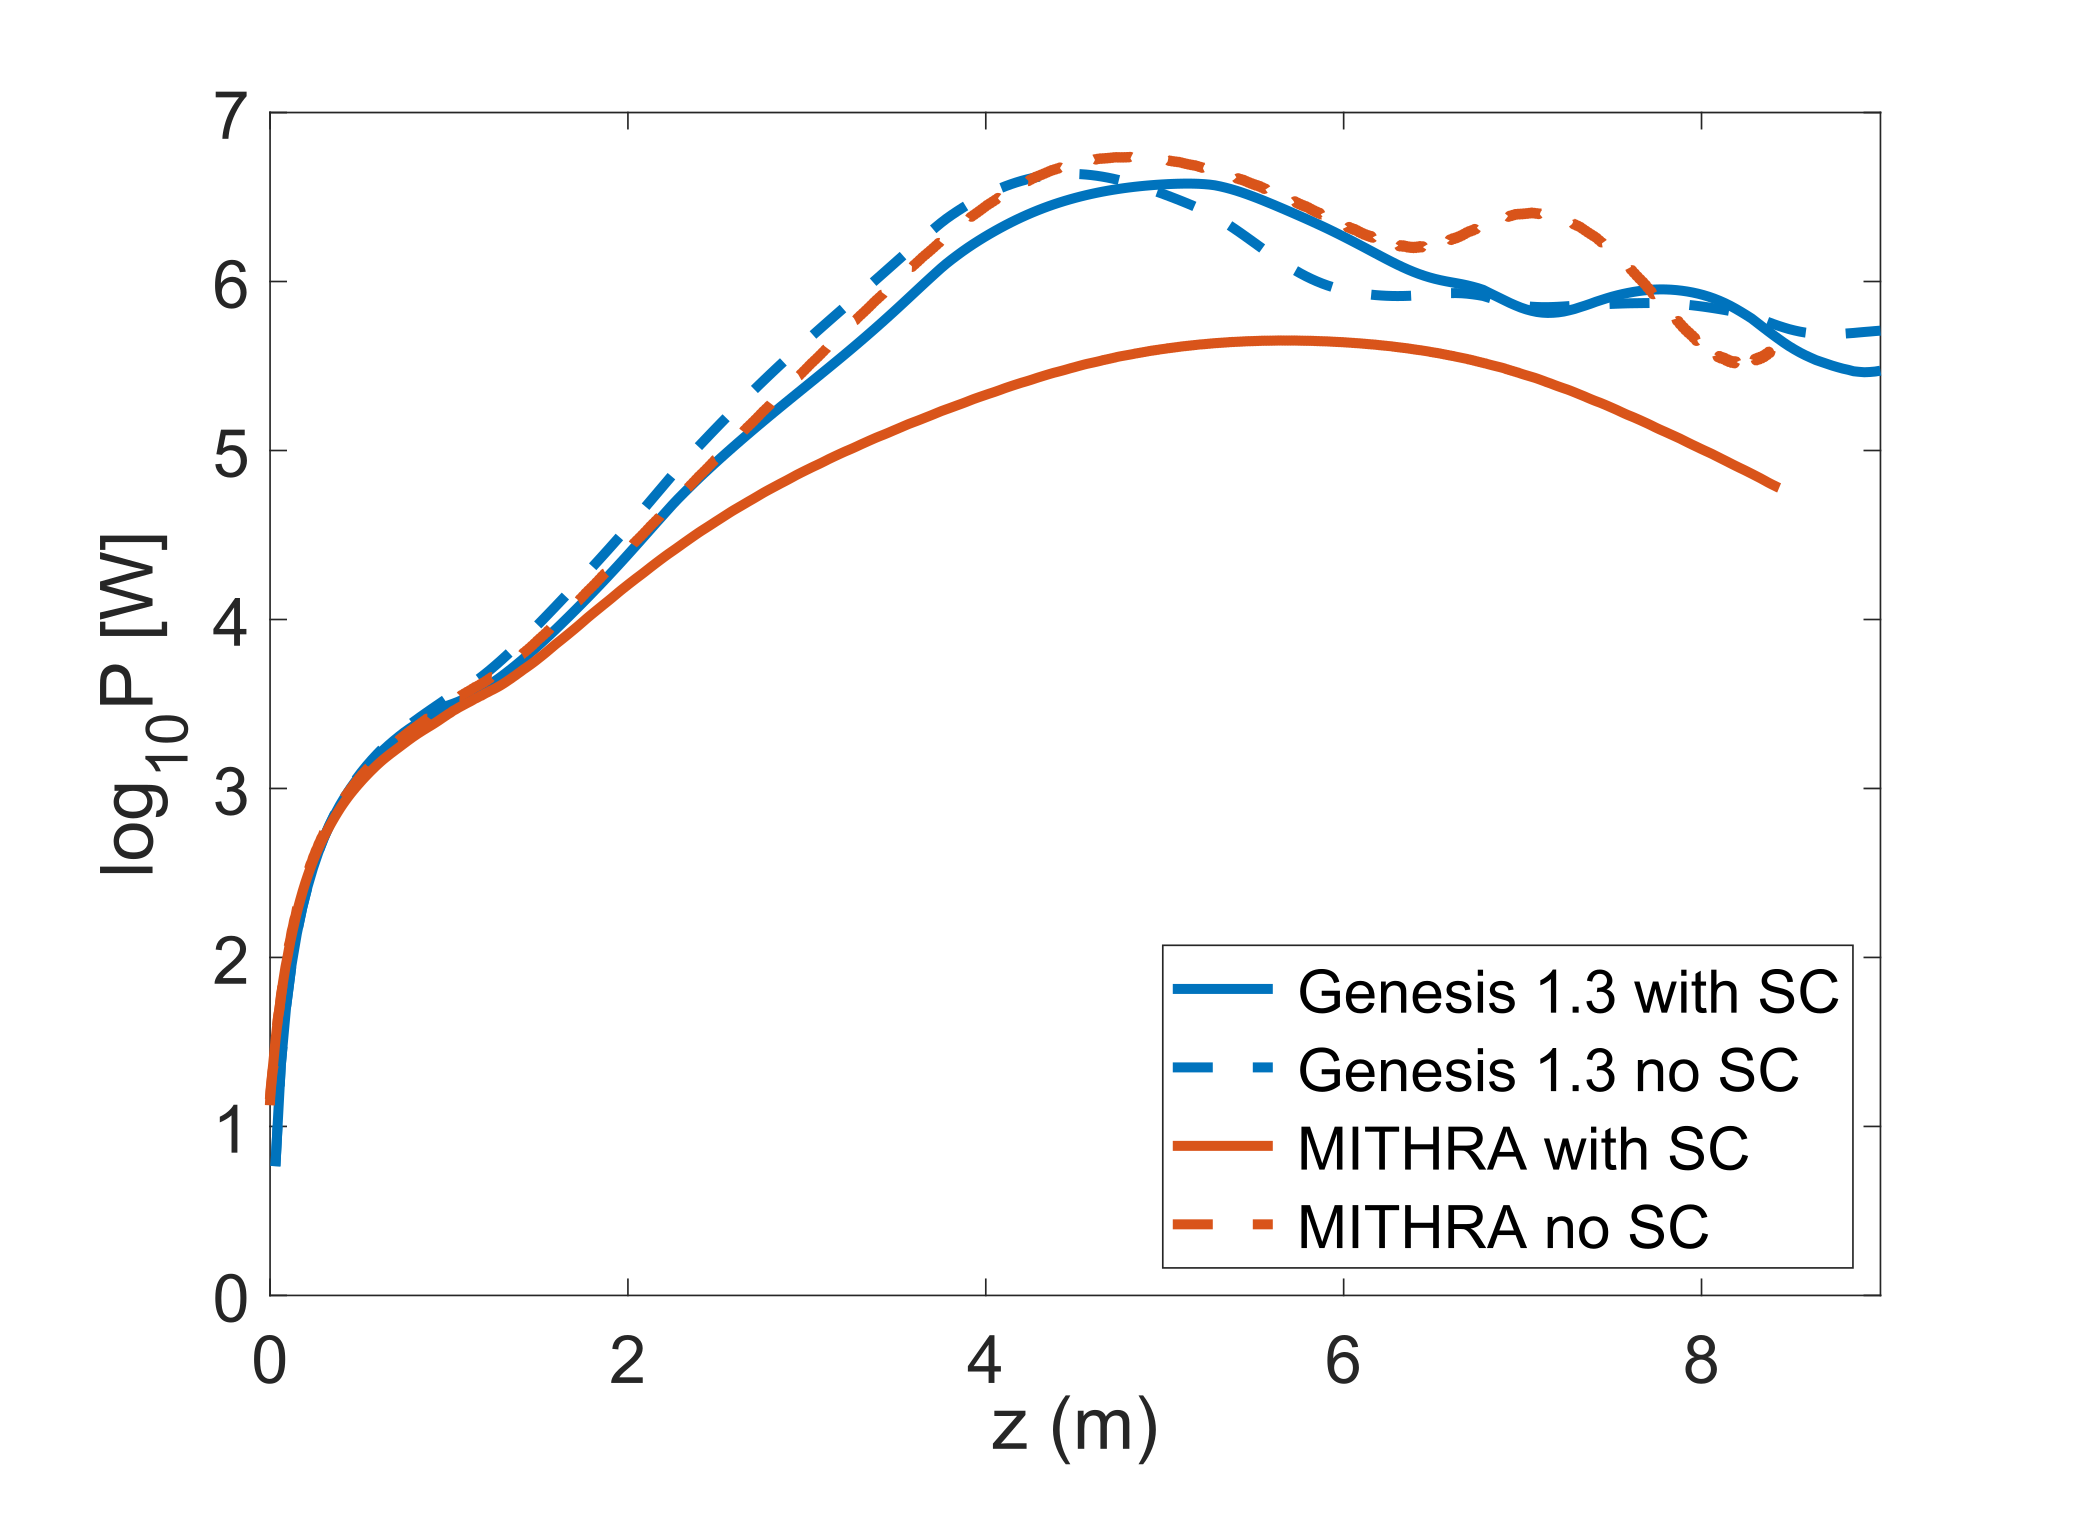 7
6
5
4
3
2
1
0
log10P [W]
0 2 4 6 8
z (m)
Genesis 1.3 with SC
Genesis 1.3 no SC
MITHRA with SC
MITHRA no SC